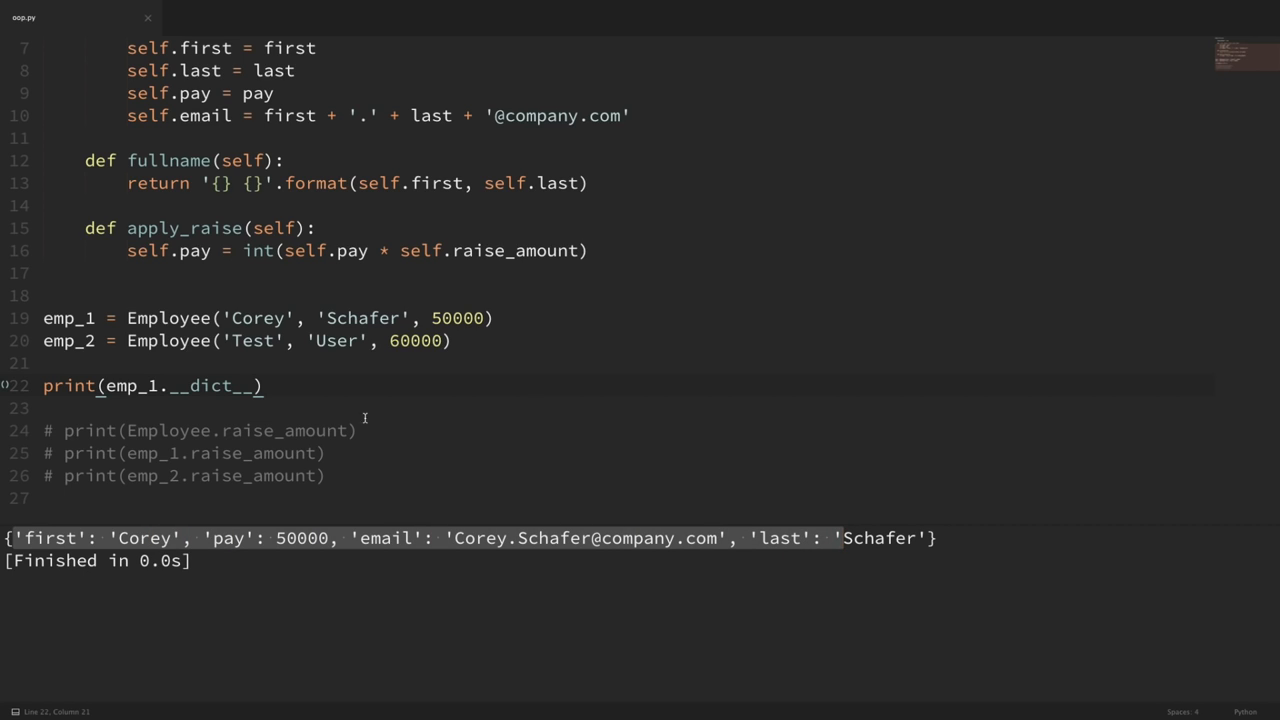 oop.py ×
7 self.first = first
8 self.last = last
9 self.pay = pay
10 self.email = first + '.' + last + '@company.com'
11
12 def fullname(self):
13 return '{} {}'.format(self.first, self.last)
14
15 def apply_raise(self):
16 self.pay = int(self.pay * self.raise_amount)
17
18
19 emp_1 = Employee('Corey', 'Schafer', 50000)
20 emp_2 = Employee('Test', 'User', 60000)
21
()22 print(emp_1.__dict__)
23
24 # print(Employee.raise_amount)
25 # print(emp_1.raise_amount)
26 # print(emp_2.raise_amount)
27
{'first': 'Corey', 'pay': 50000, 'email': 'Corey.Schafer@company.com', 'last': 'Schafer'}
[Finished in 0.0s]
Line 22, Column 21 Spaces: 4 Python